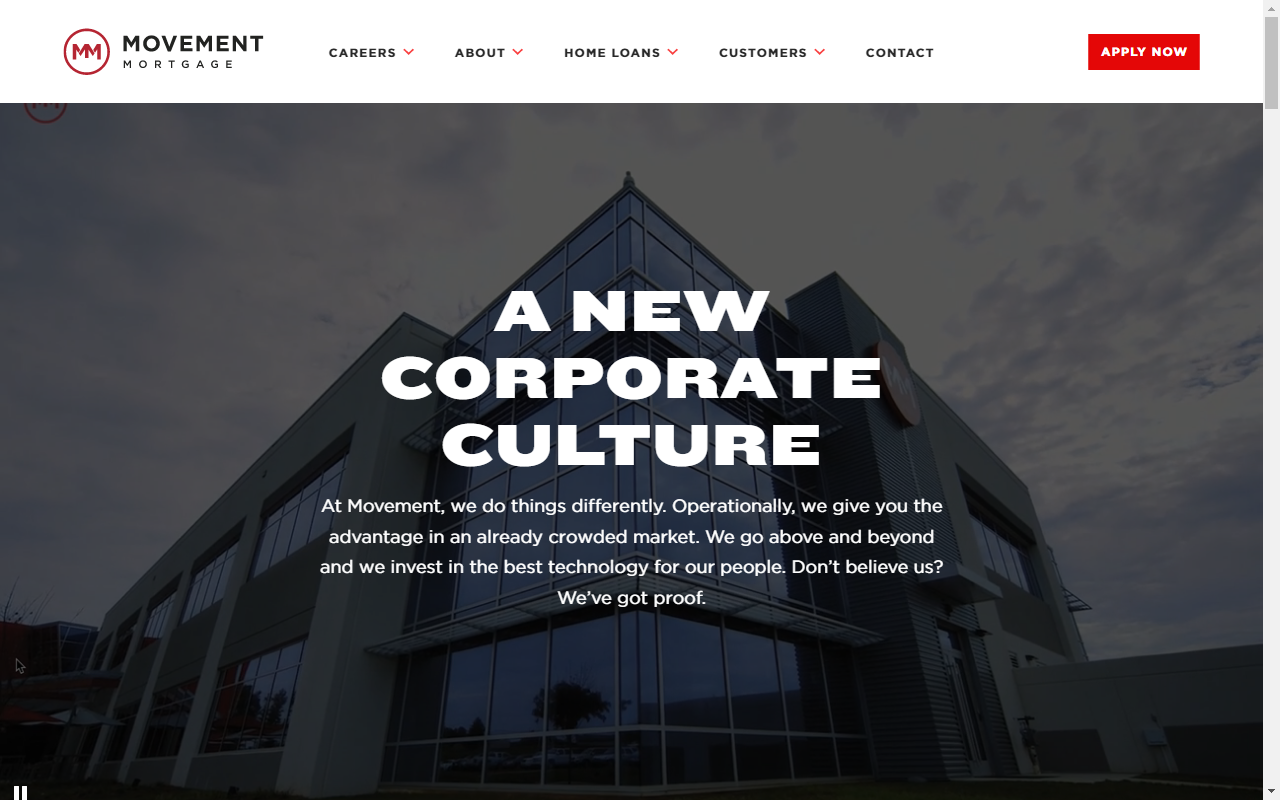 MOVEMENT
MORTGAGE
CAREERS
ABOUT
HOME LOANS
CUSTOMERS
CONTACT
APPLY NOW
A NEW
CORPORATE
CULTURE
At Movement, we do things differently. Operationally, we give you the
advantage in an already crowded market. We go above and beyond
and we invest in the best technology for our people. Don’t believe us?
We’ve got proof.